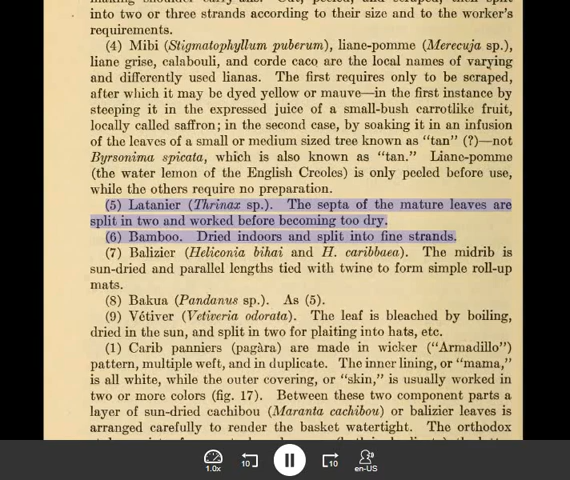 into two or three strands according to their size and to the worker's
requirements.
(4) Mibi (Stigmatophyllum puberum), liane-pomme (Merecuja sp.),
liane grise, calabouli, and corde caco are the local names of varying
and differently used lianas. The first requires only to be scraped,
after which it may be dyed yellow or mauve—in the first instance by
steeping it in the expressed juice of a small-bush carrotlike fruit,
locally called saffron; in the second case, by soaking it in an infusion
of the leaves of a small or medium sized tree known as "tan" (?)—not
Byrsonima spicata, which is also known as "tan." Liane-pomme
(the water lemon of the English Creoles) is only peeled before use,
while the others require no preparation.
(5) Latanier (Thrinax sp.). The septa of the mature leaves are
split in two and worked before becoming too dry.
(6) Bamboo. Dried indoors and split into fine strands.
(7) Balizier (Heliconia bihai and H. caribbaea). The midrib is
sun-dried and parallel lengths tied with twine to form simple roll-up
mats.
(8) Bakua (Pandanus sp.). As (5).
(9) Vétiver (Vetiveria odorata). The leaf is bleached by boiling,
dried in the sun, and split in two for plaiting into hats, etc.
(1) Carib panniers (pagàra) are made in wicker ("Armadillo")
pattern, multiple weft, and in duplicate. The inner lining, or "mama,"
is all white, while the outer covering, or "skin," is usually worked in
two or more colors (fig. 17). Between these two component parts a
layer of sun-dried cachibou (Maranta cachibou) or balizier leaves is
arranged carefully to render the basket watertight. The orthodox
1.0x 10 10 en-US